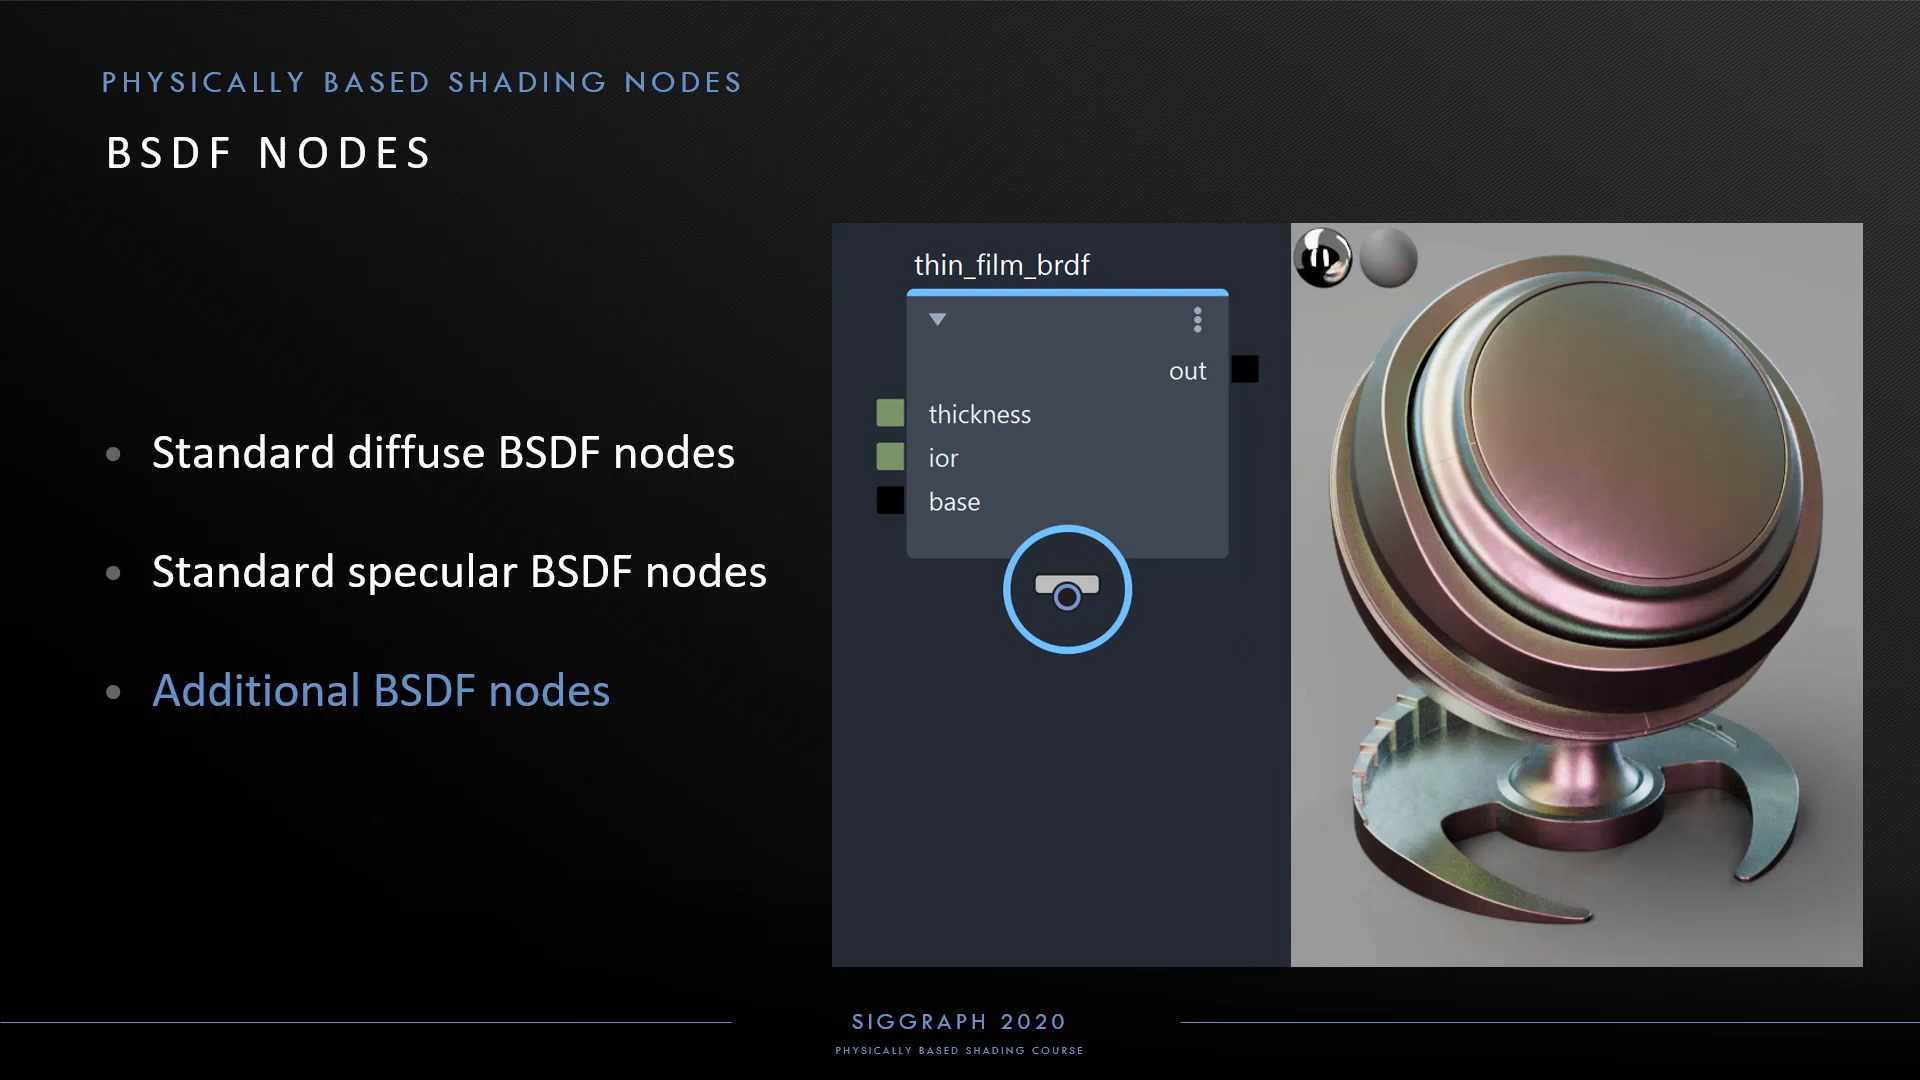 PHYSICALLY BASED SHADING NODES
BSDF NODES
Standard diffuse BSDF nodes
Standard specular BSDF nodes
Additional BSDF nodes
thin_film_brdf
out
thickness
ior
base
SIGGRAPH 2020
PHYSICALLY BASED SHADING COURSE